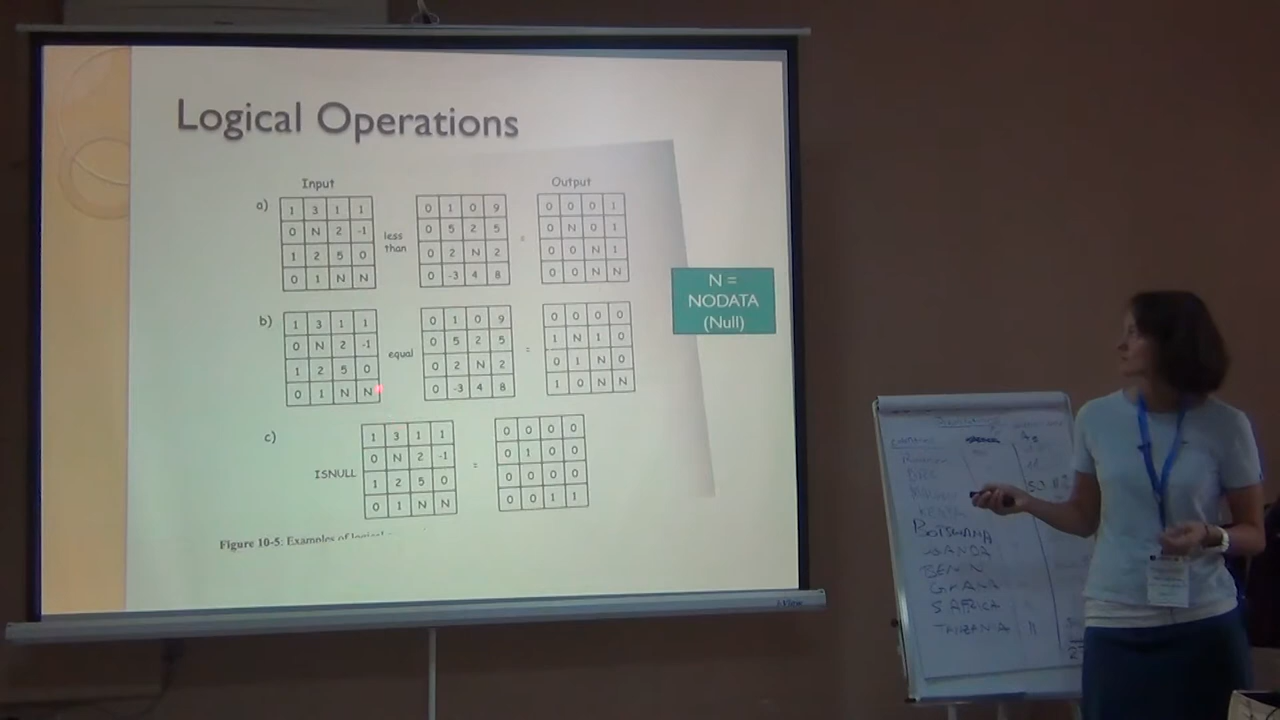 Logical Operations
Input Output
a)
1 3 1 1 0 1 0 9 0 0 0 1
0 N 2 -1 less than 0 5 2 5 = 0 N 0 1
1 2 5 0 0 2 N 2 0 0 N 1
0 1 N N 0 -3 4 8 0 0 N N
b)
1 3 1 1 0 1 0 9 0 0 0 0
0 N 2 -1 equal 0 5 2 5 = 1 N 1 0
1 2 5 0 0 2 N 2 0 1 N 0
0 1 N N 0 -3 4 8 1 0 N N
c)
1 3 1 1 0 0 0 0
0 N 2 -1 = 0 1 0 0
ISNULL 1 2 5 0 0 0 0 0
0 1 N N 0 0 1 1
N =
NODATA
(Null)
Figure 10-5: Examples of logical
BOTSWANA
BENIN
GHANA
S. AFRICA
TANZANIA 11